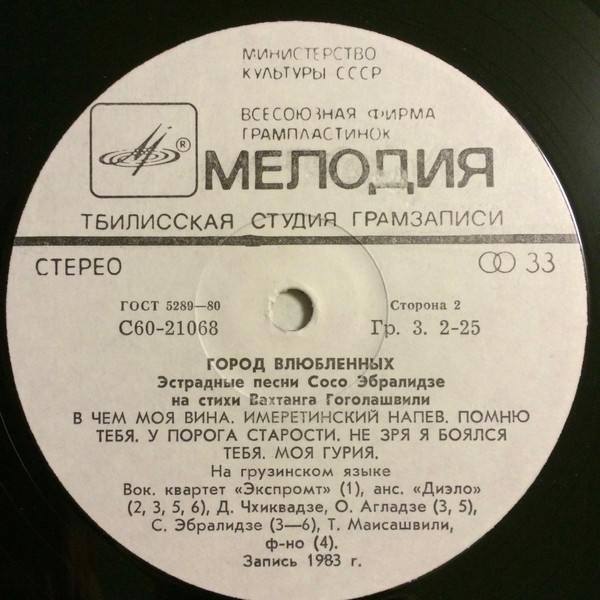 МИНИСТЕРСТВО
КУЛЬТУРЫ СССР
ВСЕСОЮЗНАЯ ФИРМА
ГРАМПЛАСТИНОК
®
МЕЛОДИЯ
ТБИЛИССКАЯ СТУДИЯ ГРАМЗАПИСИ
СТЕРЕО 33
ГОСТ 5289—80 Сторона 2
С60-21068 Гр. 3. 2-25
ГОРОД ВЛЮБЛЕННЫХ
Эстрадные песни Сосо Эбралидзе
на стихи Вахтанга Гоголашвили
В ЧЕМ МОЯ ВИНА. ИМЕРЕТИНСКИЙ НАПЕВ. ПОМНЮ
ТЕБЯ. У ПОРОГА СТАРОСТИ. НЕ ЗРЯ Я БОЯЛСЯ
ТЕБЯ. МОЯ ГУРИЯ.
На грузинском языке
Вок. квартет «Экспромт» (1), анс. «Диэло»
(2, 3, 5, 6), Д. Чхиквадзе, О. Агладзе (3, 5),
С. Эбралидзе (3—6), Т. Маисашвили,
ф-но (4).
Запись 1983 г.